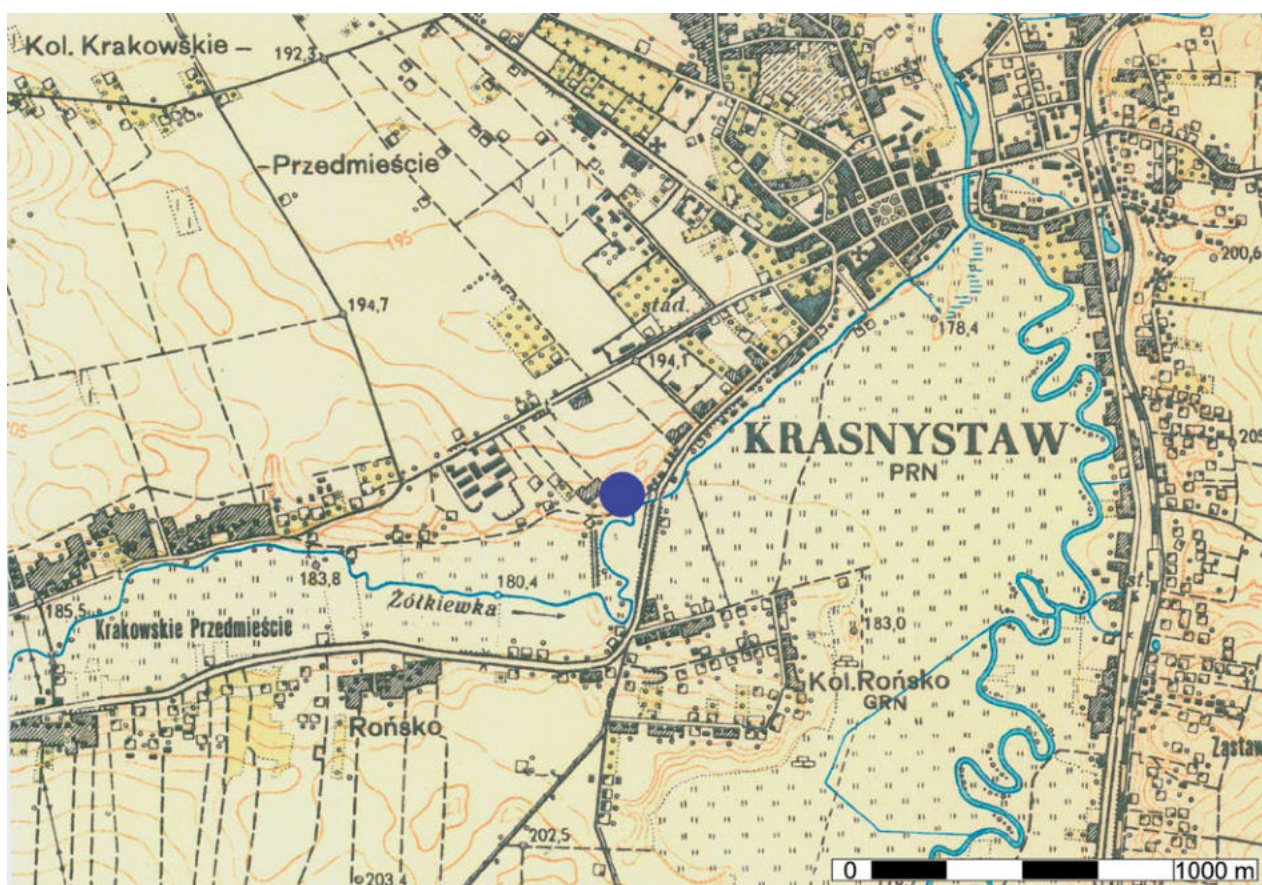 Kol. Krakowskie –
192,3
– Przedmieście
195
200,6
194,7
stad.
178,4
194,1
KRASNYSTAW
PRN
205
205
183,8
180,4
st.
185,5
Żółkiewka
Krakowskie Przedmieście
183,0
Kol. Rońsko
GRN
Rońsko
Zastaw
202,5
203,4
0 1000 m